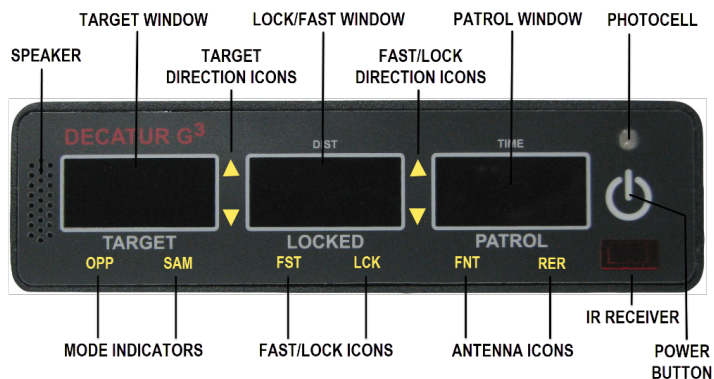 TARGET WINDOW
LOCK/FAST WINDOW
PATROL WINDOW
PHOTOCELL
SPEAKER
TARGET
DIRECTION ICONS
FAST/LOCK
DIRECTION ICONS
DECATUR G3
DIST
TIME
TARGET
LOCKED
PATROL
OPP
SAM
FST
LCK
FNT
RER
IR RECEIVER
MODE INDICATORS
FAST/LOCK ICONS
ANTENNA ICONS
POWER
BUTTON